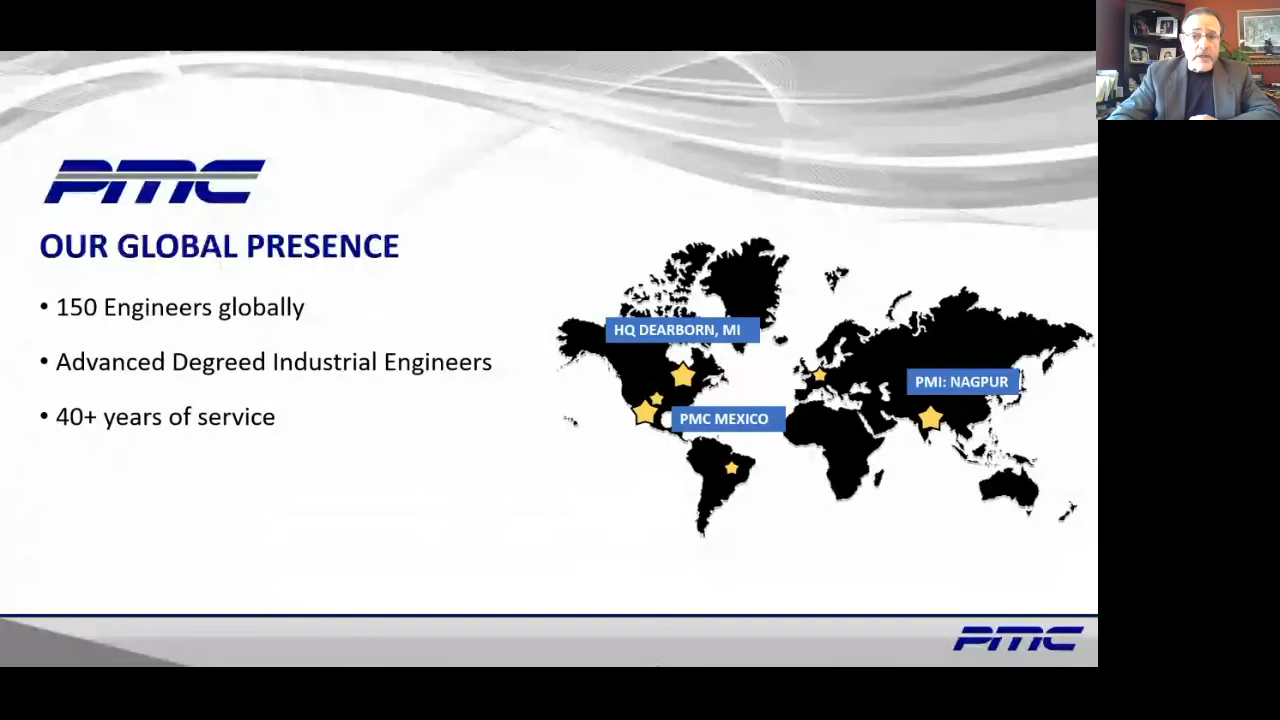 PMC
OUR GLOBAL PRESENCE
• 150 Engineers globally
• Advanced Degreed Industrial Engineers
• 40+ years of service
HQ DEARBORN, MI
PMI: NAGPUR
PMC MEXICO
PMC